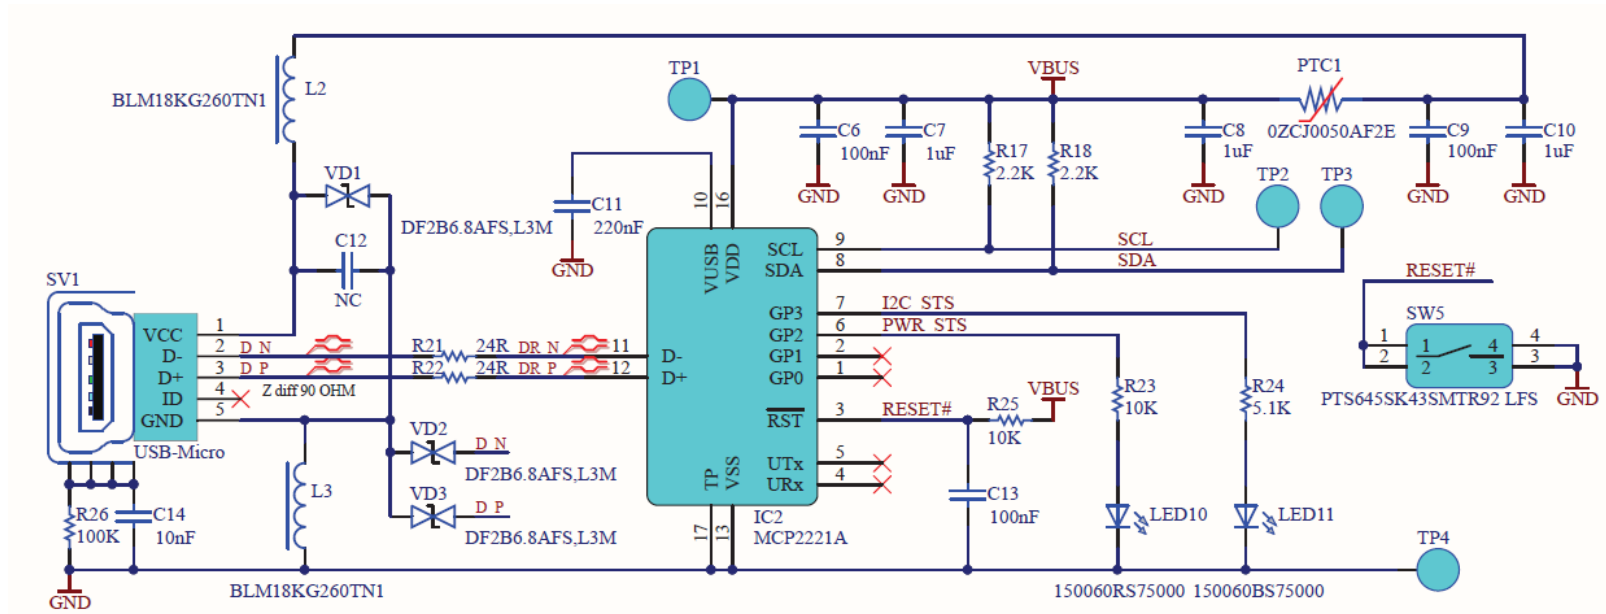 TP1
VBUS
PTC1
L2
BLM18KG260TN1
C6
100nF
C7
1uF
R17
2.2K
R18
2.2K
C8
1uF
0ZCJ0050AF2E
C9
100nF
C10
1uF
GND
GND
GND
GND
GND
VD1
DF2B6.8AFS,L3M
C11
220nF
GND
10
16
TP2
TP3
C12
NC
VUSB
VDD
SCL
9
SCL
SDA
8
SDA
RESET#
SV1
GP3
7
I2C_STS
GP2
6
PWR_STS
GP1
2
GP0
1
SW5
1
2
1
2
4
3
4
3
PTS645SK43SMTR92 LFS
GND
VCC
1
D-
2
D_N
R21
24R
DR_N
11
D-
D+
3
D_P
R22
24R
DR_P
12
D+
ID
4
Z diff 90 OHM
GND
5
USB-Micro
RST
3
RESET#
R25
10K
VBUS
R23
10K
R24
5.1K
VD2
D_N
DF2B6.8AFS,L3M
VD3
D_P
DF2B6.8AFS,L3M
UTx
5
URx
4
TP
VSS
17
13
IC2
MCP2221A
C13
100nF
LED10
LED11
L3
R26
100K
C14
10nF
TP4
GND
BLM18KG260TN1
150060RS75000
150060BS75000